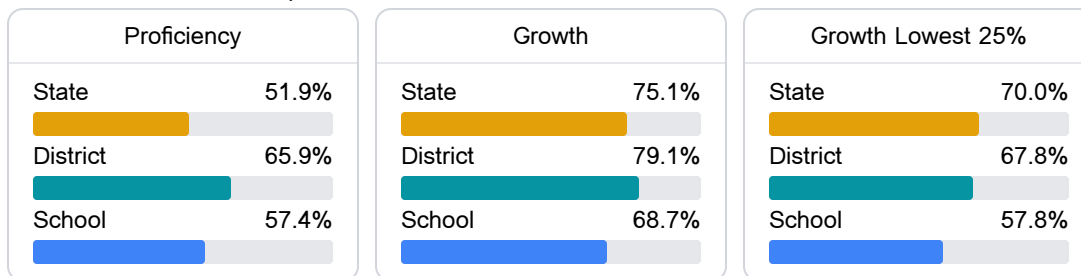 Proficiency
State 51.9%
District 65.9%
School 57.4%
Growth
State 75.1%
District 79.1%
School 68.7%
Growth Lowest 25%
State 70.0%
District 67.8%
School 57.8%